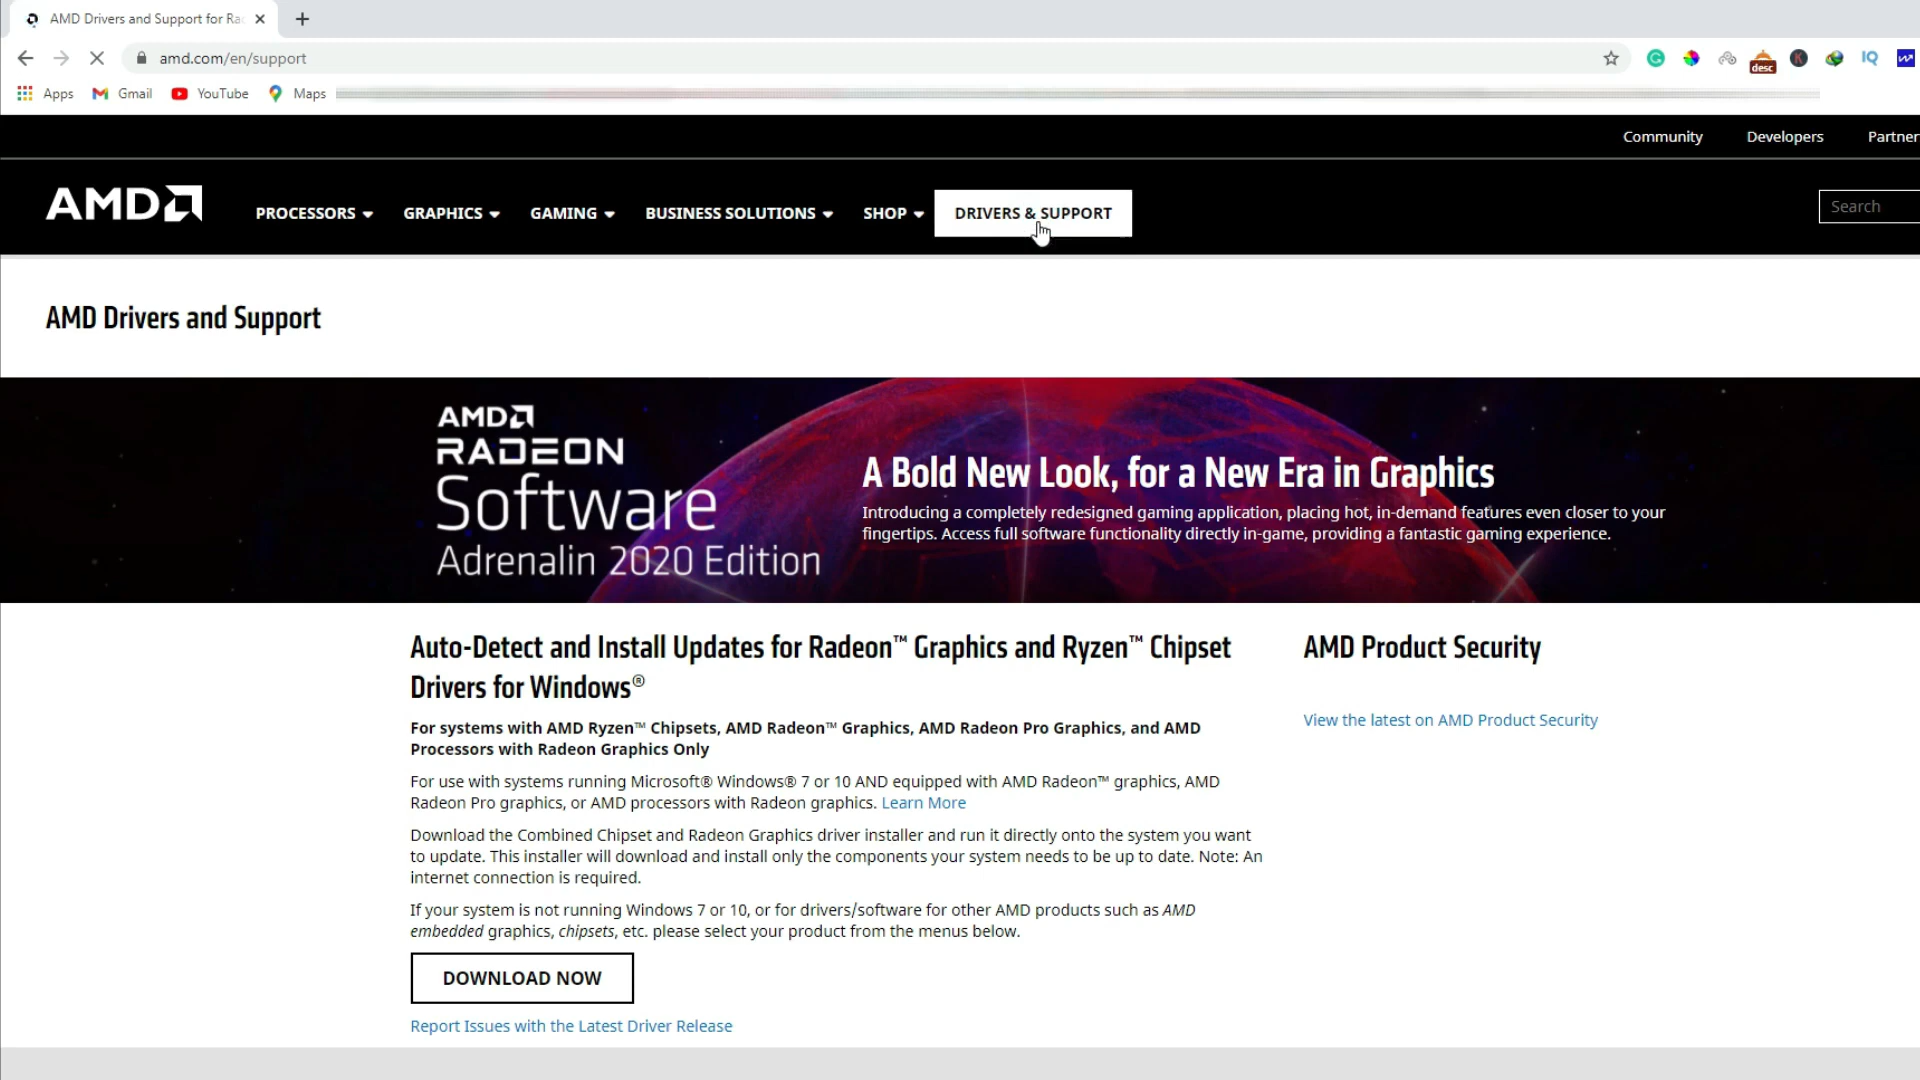 AMD Drivers and Support for Ra
amd.com/en/support
desc
K
IQ
Apps
Gmail
YouTube
Maps
Community
Developers
Partner
AMD
PROCESSORS
GRAPHICS
GAMING
BUSINESS SOLUTIONS
SHOP
DRIVERS & SUPPORT
Search
AMD Drivers and Support
AMD
RADEON
Software
Adrenalin 2020 Edition
A Bold New Look, for a New Era in Graphics
Introducing a completely redesigned gaming application, placing hot, in-demand features even closer to your
fingertips. Access full software functionality directly in-game, providing a fantastic gaming experience.
Auto-Detect and Install Updates for Radeon™ Graphics and Ryzen™ Chipset
Drivers for Windows®
For systems with AMD Ryzen™ Chipsets, AMD Radeon™ Graphics, AMD Radeon Pro Graphics, and AMD
Processors with Radeon Graphics Only
For use with systems running Microsoft® Windows® 7 or 10 AND equipped with AMD Radeon™ graphics, AMD
Radeon Pro graphics, or AMD processors with Radeon graphics. Learn More
Download the Combined Chipset and Radeon Graphics driver installer and run it directly onto the system you want
to update. This installer will download and install only the components your system needs to be up to date. Note: An
internet connection is required.
If your system is not running Windows 7 or 10, or for drivers/software for other AMD products such as AMD
embedded graphics, chipsets, etc. please select your product from the menus below.
DOWNLOAD NOW
Report Issues with the Latest Driver Release
AMD Product Security
View the latest on AMD Product Security